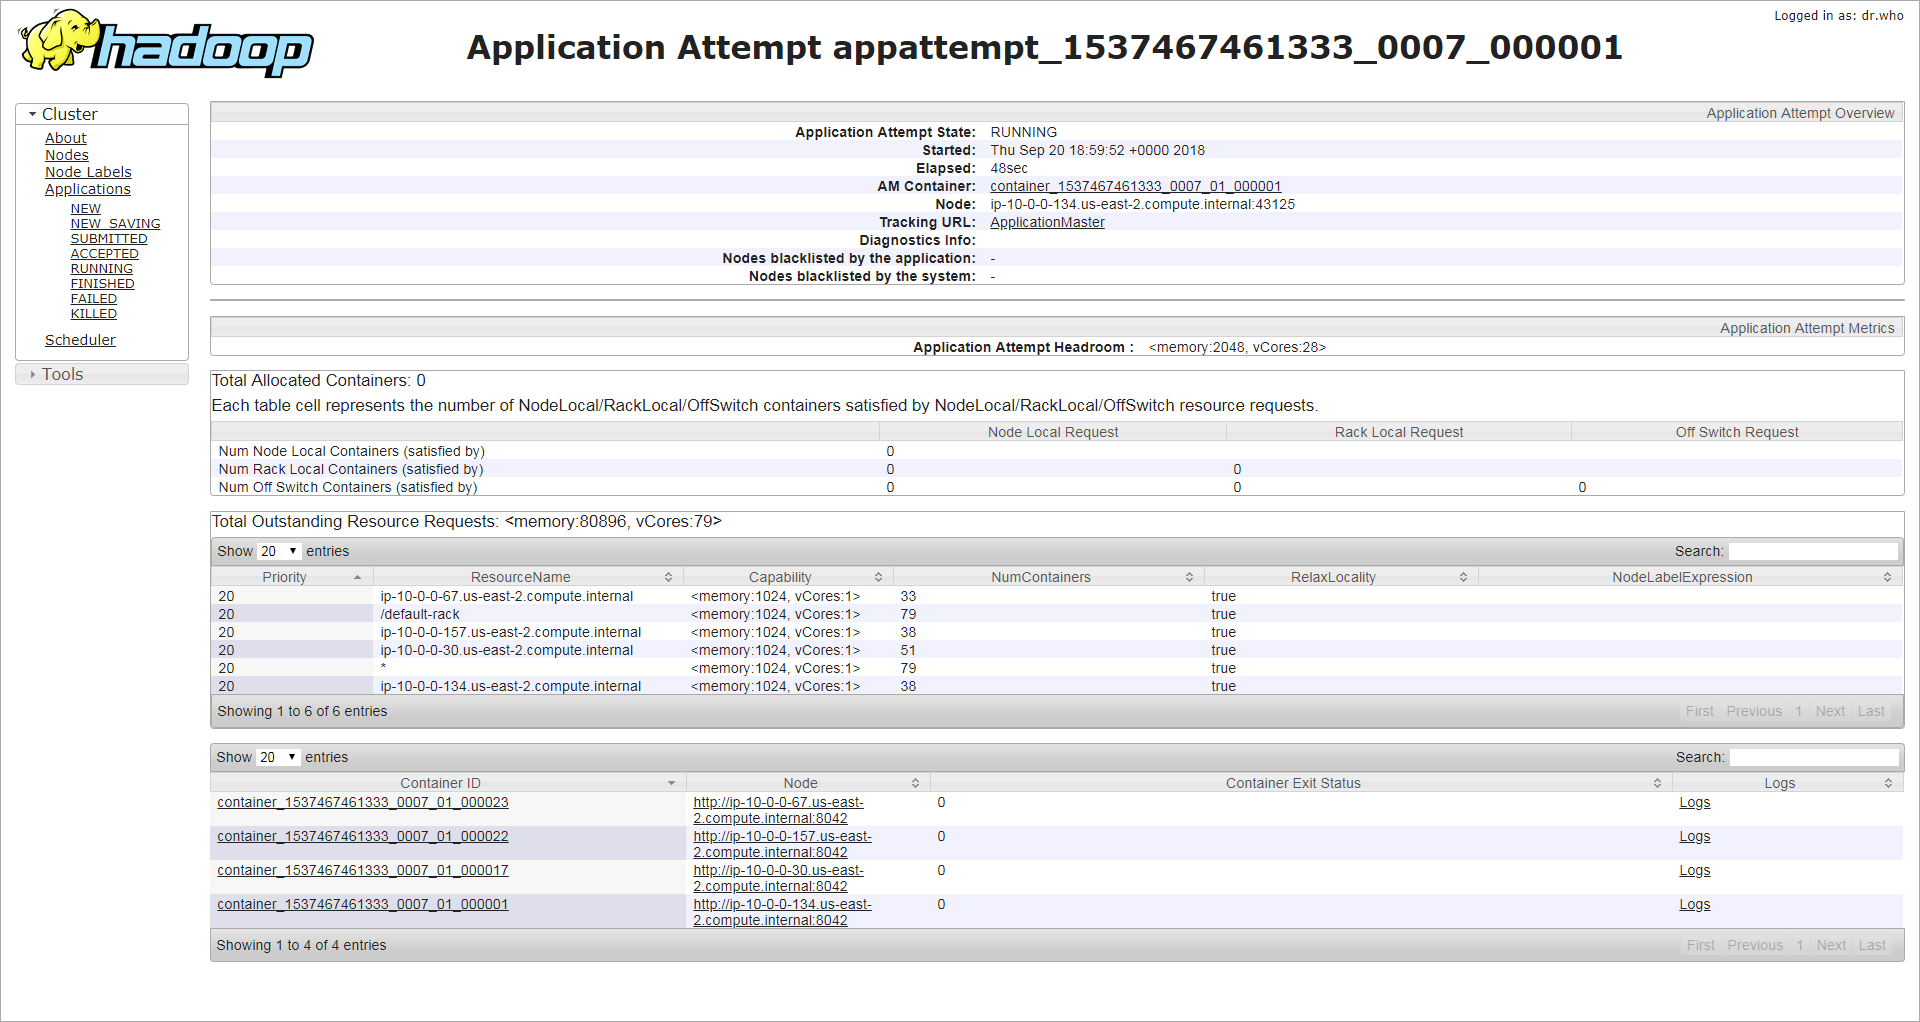 Logged in as: dr.who
hadoop
Application Attempt appattempt_1537467461333_0007_000001
Cluster
About
Nodes
Node Labels
Applications
NEW
NEW_SAVING
SUBMITTED
ACCEPTED
RUNNING
FINISHED
FAILED
KILLED
Scheduler
Tools
Application Attempt Overview
Application Attempt State: RUNNING
Started: Thu Sep 20 18:59:52 +0000 2018
Elapsed: 48sec
AM Container: container_1537467461333_0007_01_000001
Node: ip-10-0-0-134.us-east-2.compute.internal:43125
Tracking URL: ApplicationMaster
Diagnostics Info:
Nodes blacklisted by the application: -
Nodes blacklisted by the system: -
Application Attempt Metrics
Application Attempt Headroom : <memory:2048, vCores:28>
Total Allocated Containers: 0
Each table cell represents the number of NodeLocal/RackLocal/OffSwitch containers satisfied by NodeLocal/RackLocal/OffSwitch resource requests.
Node Local Request Rack Local Request Off Switch Request
Num Node Local Containers (satisfied by) 0
Num Rack Local Containers (satisfied by) 0 0
Num Off Switch Containers (satisfied by) 0 0 0
Total Outstanding Resource Requests: <memory:80896, vCores:79>
Show 20 entries Search:
Priority ResourceName Capability NumContainers RelaxLocality NodeLabelExpression
20 ip-10-0-0-67.us-east-2.compute.internal <memory:1024, vCores:1> 33 true
20 /default-rack <memory:1024, vCores:1> 79 true
20 ip-10-0-0-157.us-east-2.compute.internal <memory:1024, vCores:1> 38 true
20 ip-10-0-0-30.us-east-2.compute.internal <memory:1024, vCores:1> 51 true
20 * <memory:1024, vCores:1> 79 true
20 ip-10-0-0-134.us-east-2.compute.internal <memory:1024, vCores:1> 38 true
Showing 1 to 6 of 6 entries First Previous 1 Next Last
Show 20 entries Search:
Container ID Node Container Exit Status Logs
container_1537467461333_0007_01_000023 http://ip-10-0-0-67.us-east- 0 Logs
2.compute.internal:8042
container_1537467461333_0007_01_000022 http://ip-10-0-0-157.us-east- 0 Logs
2.compute.internal:8042
container_1537467461333_0007_01_000017 http://ip-10-0-0-30.us-east- 0 Logs
2.compute.internal:8042
container_1537467461333_0007_01_000001 http://ip-10-0-0-134.us-east- 0 Logs
2.compute.internal:8042
Showing 1 to 4 of 4 entries First Previous 1 Next Last